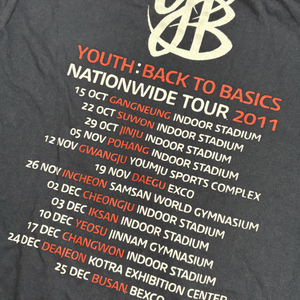 YB
YOUTH:BACK TO BASICS
NATIONWIDE TOUR 2011
15 OCT GANGNEUNG INDOOR STADIUM
22 OCT SUWON INDOOR STADIUM
29 OCT JINJU INDOOR STADIUM
05 NOV POHANG INDOOR STADIUM
12 NOV GWANGJU YOUMJU SPORTS COMPLEX
19 NOV DAEGU EXCO
26 NOV INCHEON SAMSAN WORLD GYMNASIUM
02 DEC CHEONGJU INDOOR STADIUM
03 DEC IKSAN INDOOR STADIUM
10 DEC YEOSU JINNAM GYMNASIUM
17 DEC CHANGWON INDOOR STADIUM
24 DEC DEAJEON KOTRA EXHIBITION CENTER
25 DEC BUSAN BEXCO